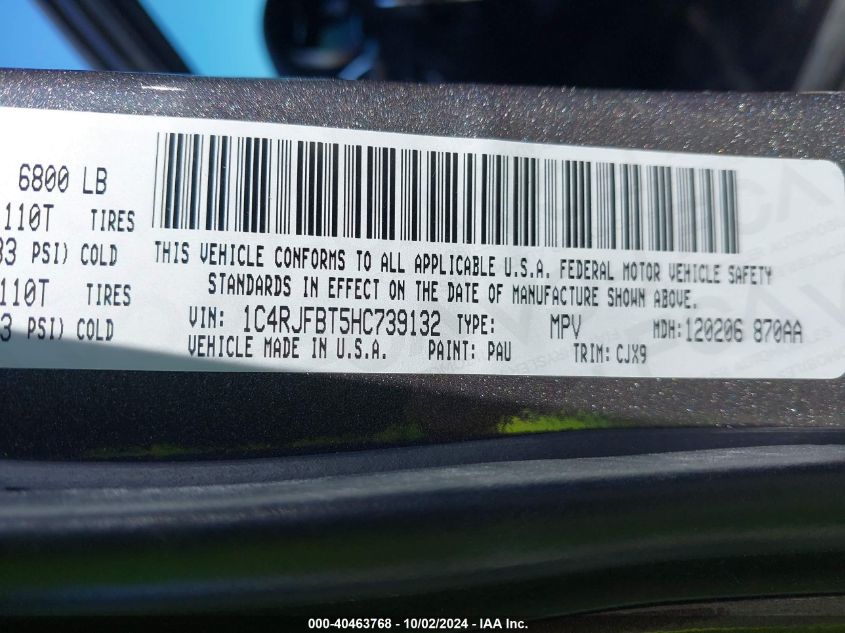 6800 LB
110T TIRES
33 PSI) COLD
110T TIRES
3 PSI) COLD
THIS VEHICLE CONFORMS TO ALL APPLICABLE U.S.A. FEDERAL MOTOR VEHICLE SAFETY
STANDARDS IN EFFECT ON THE DATE OF MANUFACTURE SHOWN ABOVE.
VIN: 1C4RJFBT5HC739132 TYPE: MPV MDH:120206 870AA
VEHICLE MADE IN U.S.A. PAINT: PAU TRIM: CJX9
000-40463768 - 10/02/2024 - IAA Inc.